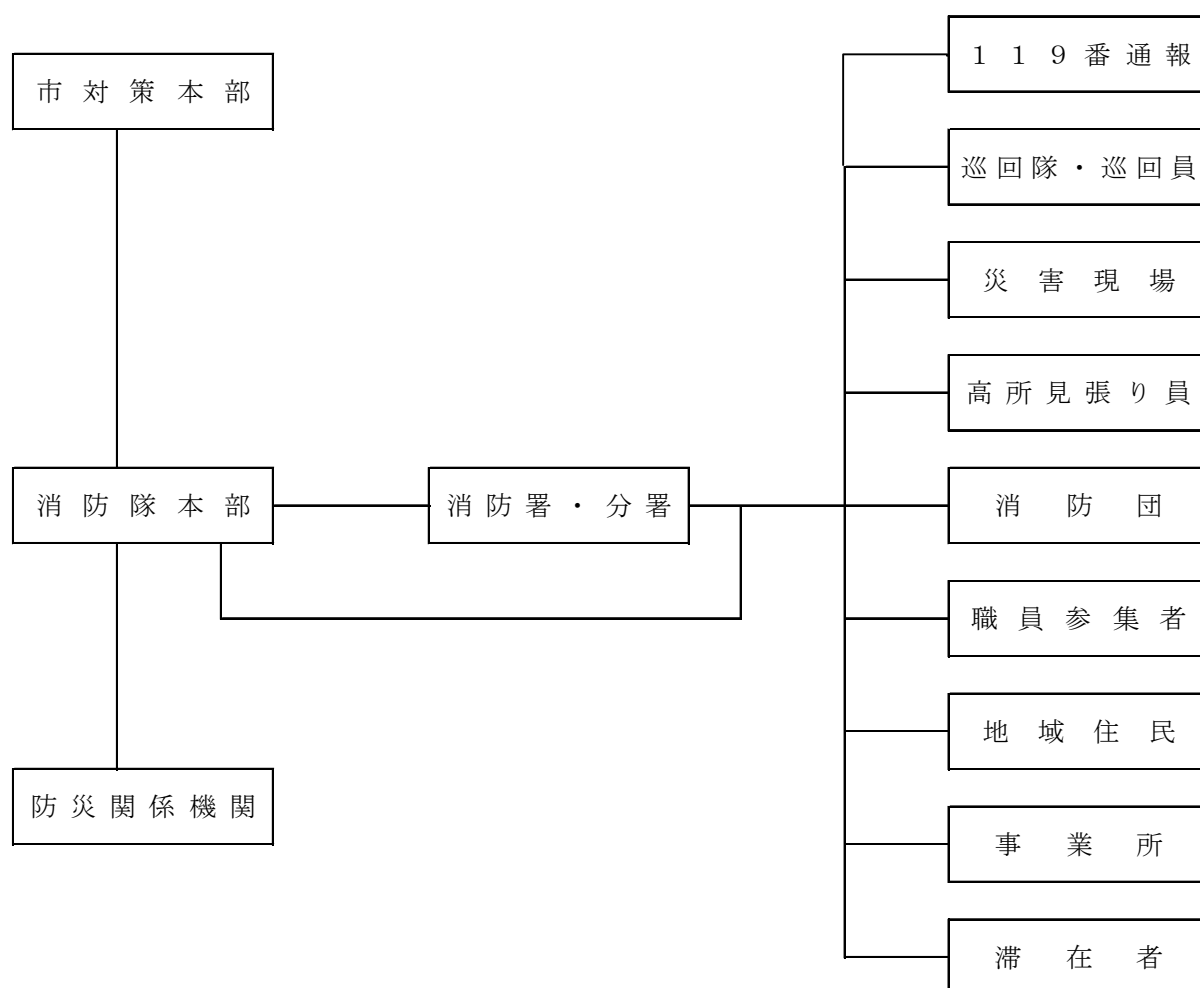 市対策本部
消防隊本部
防災関係機関
消防署・分署
119番通報
巡回隊・巡回員
災害現場
高所見張り員
消防団
職員参集者
地域住民
事業所
滞在者